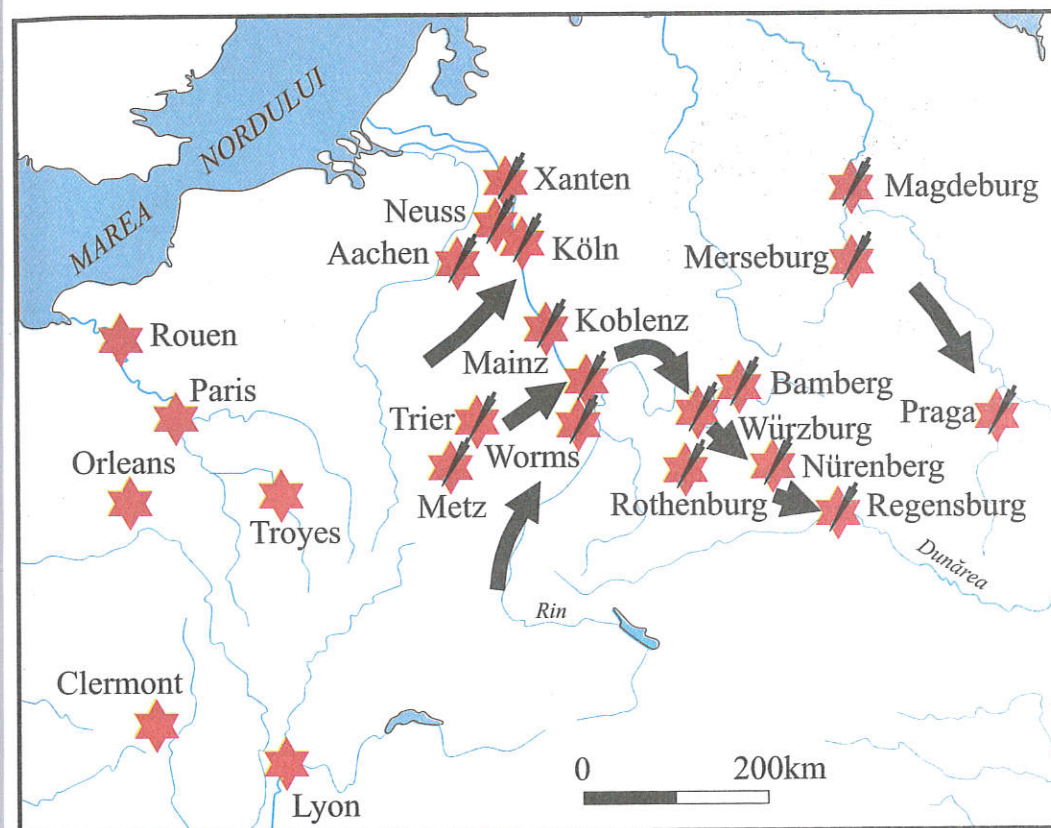 MAREA NORDULUI
Xanten
Magdeburg
Neuss
Köln
Aachen
Merseburg
Rouen
Koblenz
Mainz
Paris
Bamberg
Trier
Praga
Würzburg
Orleans
Worms
Nürenberg
Metz
Rothenburg
Regensburg
Troyes
Dunărea
Rin
Clermont
0 200km
Lyon